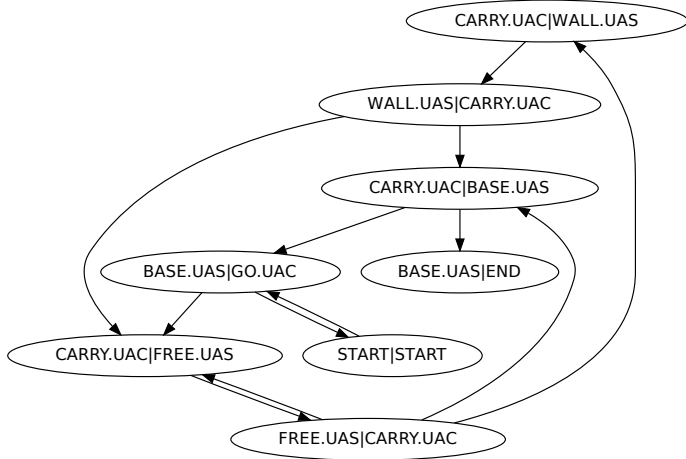 CARRY.UAC|WALL.UAS
WALL.UAS|CARRY.UAC
CARRY.UAC|BASE.UAS
BASE.UAS|GO.UAC
BASE.UAS|END
CARRY.UAC|FREE.UAS
START|START
FREE.UAS|CARRY.UAC